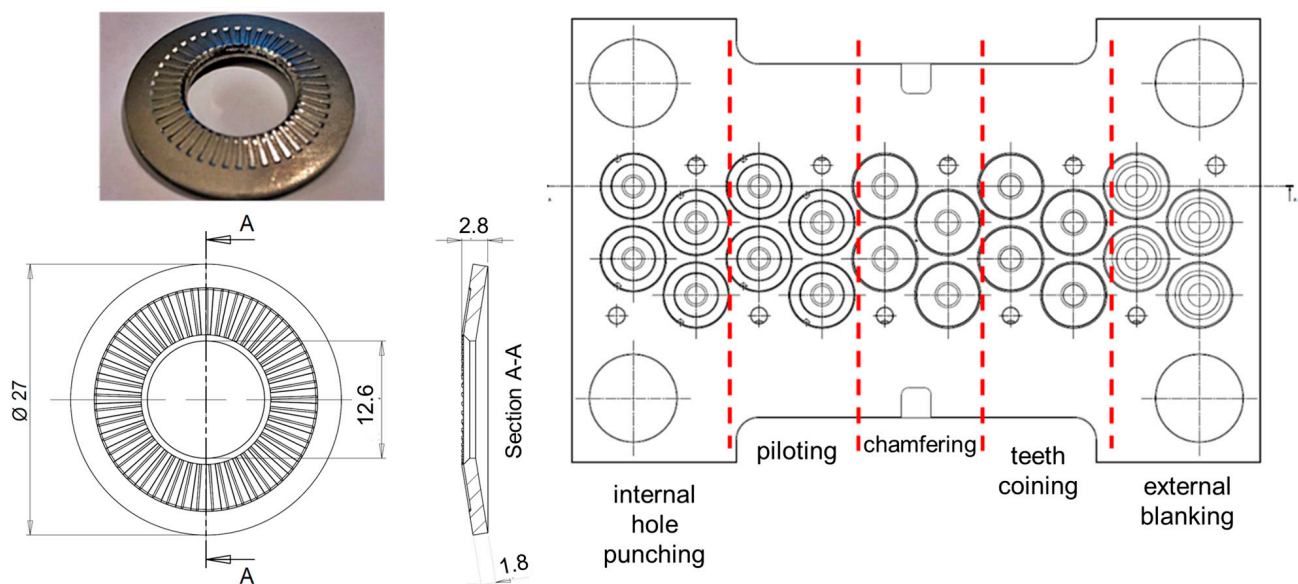 A
2.8
Ø 27
12.6
Section A-A
1.8
A
piloting
chamfering
teeth
coining
internal
hole
punching
external
blanking